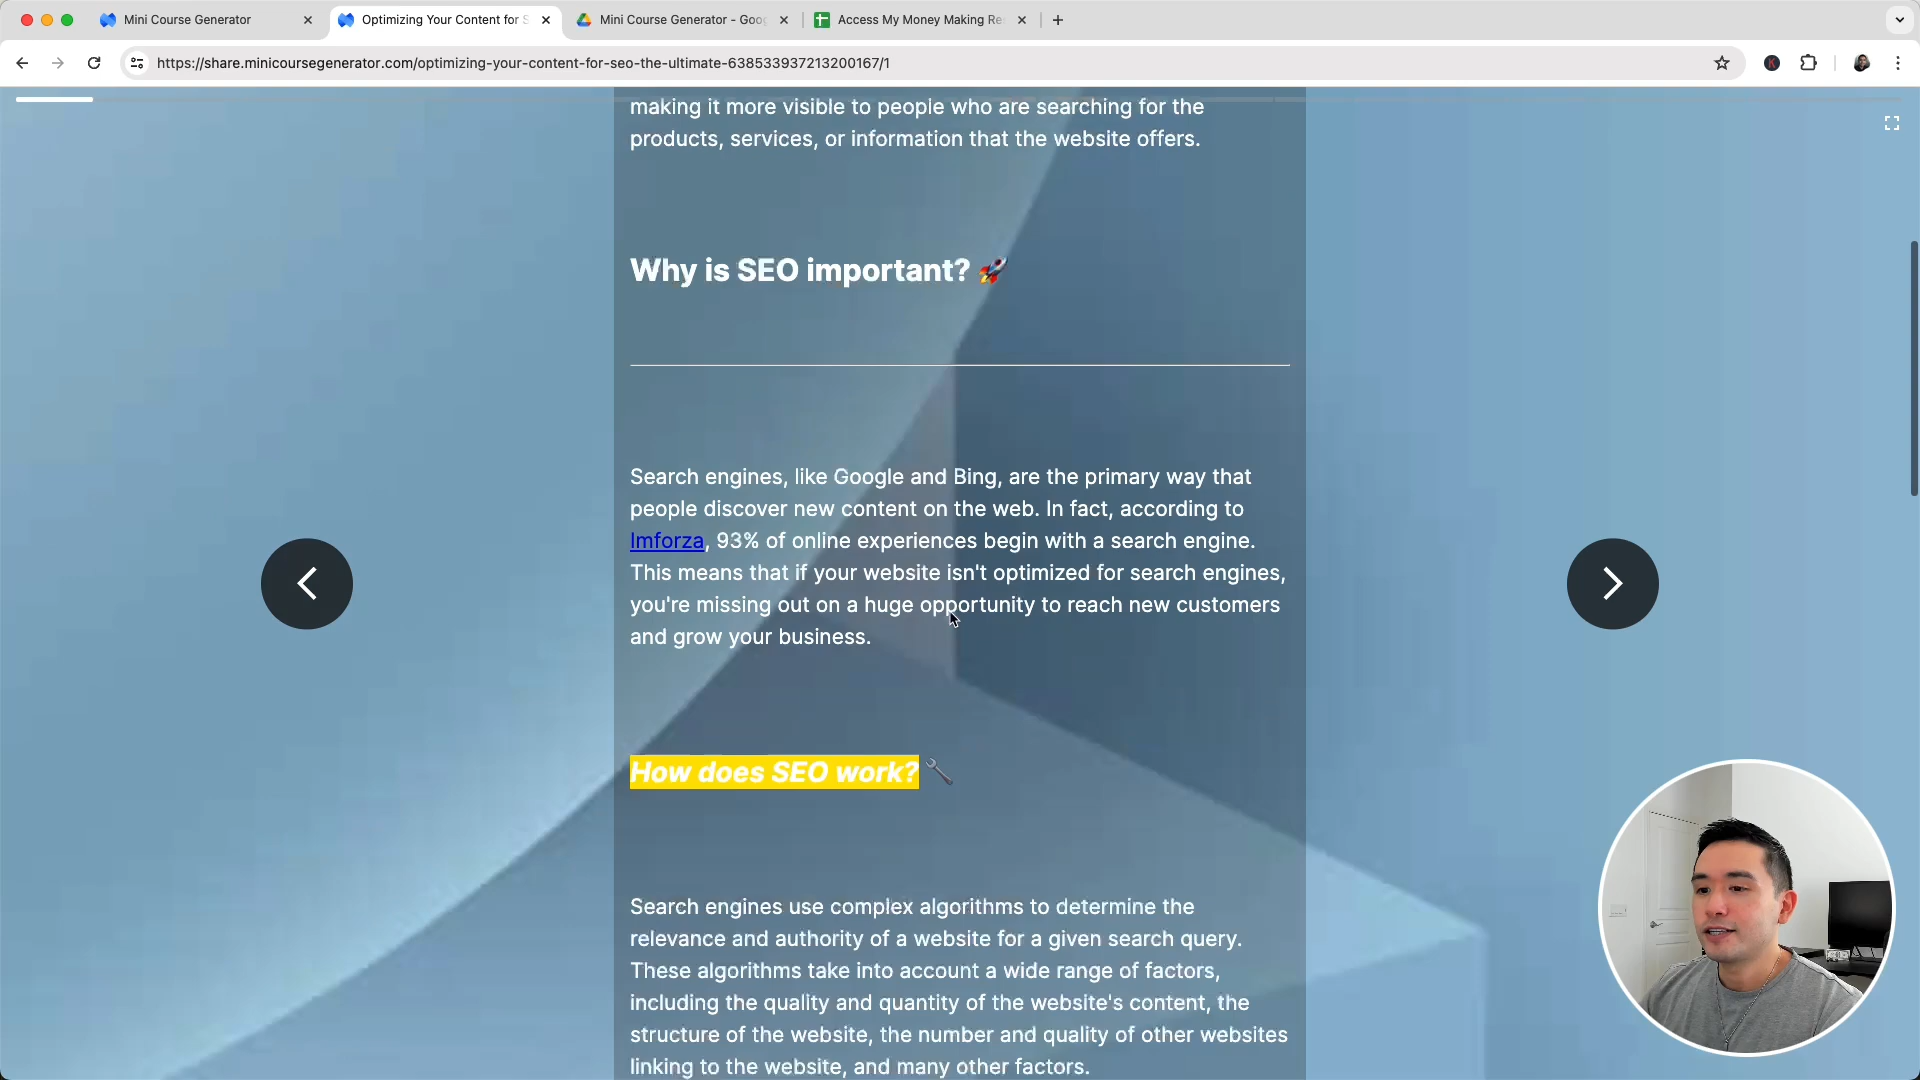 Mini Course Generator
Optimizing Your Content for S
Mini Course Generator - Goog
Access My Money Making Re
https://share.minicoursegenerator.com/optimizing-your-content-for-seo-the-ultimate-638533937213200167/1
making it more visible to people who are searching for the
products, services, or information that the website offers.
Why is SEO important? 🚀
Search engines, like Google and Bing, are the primary way that
people discover new content on the web. In fact, according to
Imforza, 93% of online experiences begin with a search engine.
This means that if your website isn't optimized for search engines,
you're missing out on a huge opportunity to reach new customers
and grow your business.
How does SEO work? 🔧
Search engines use complex algorithms to determine the
relevance and authority of a website for a given search query.
These algorithms take into account a wide range of factors,
including the quality and quantity of the website's content, the
structure of the website, the number and quality of other websites
linking to the website, and many other factors.